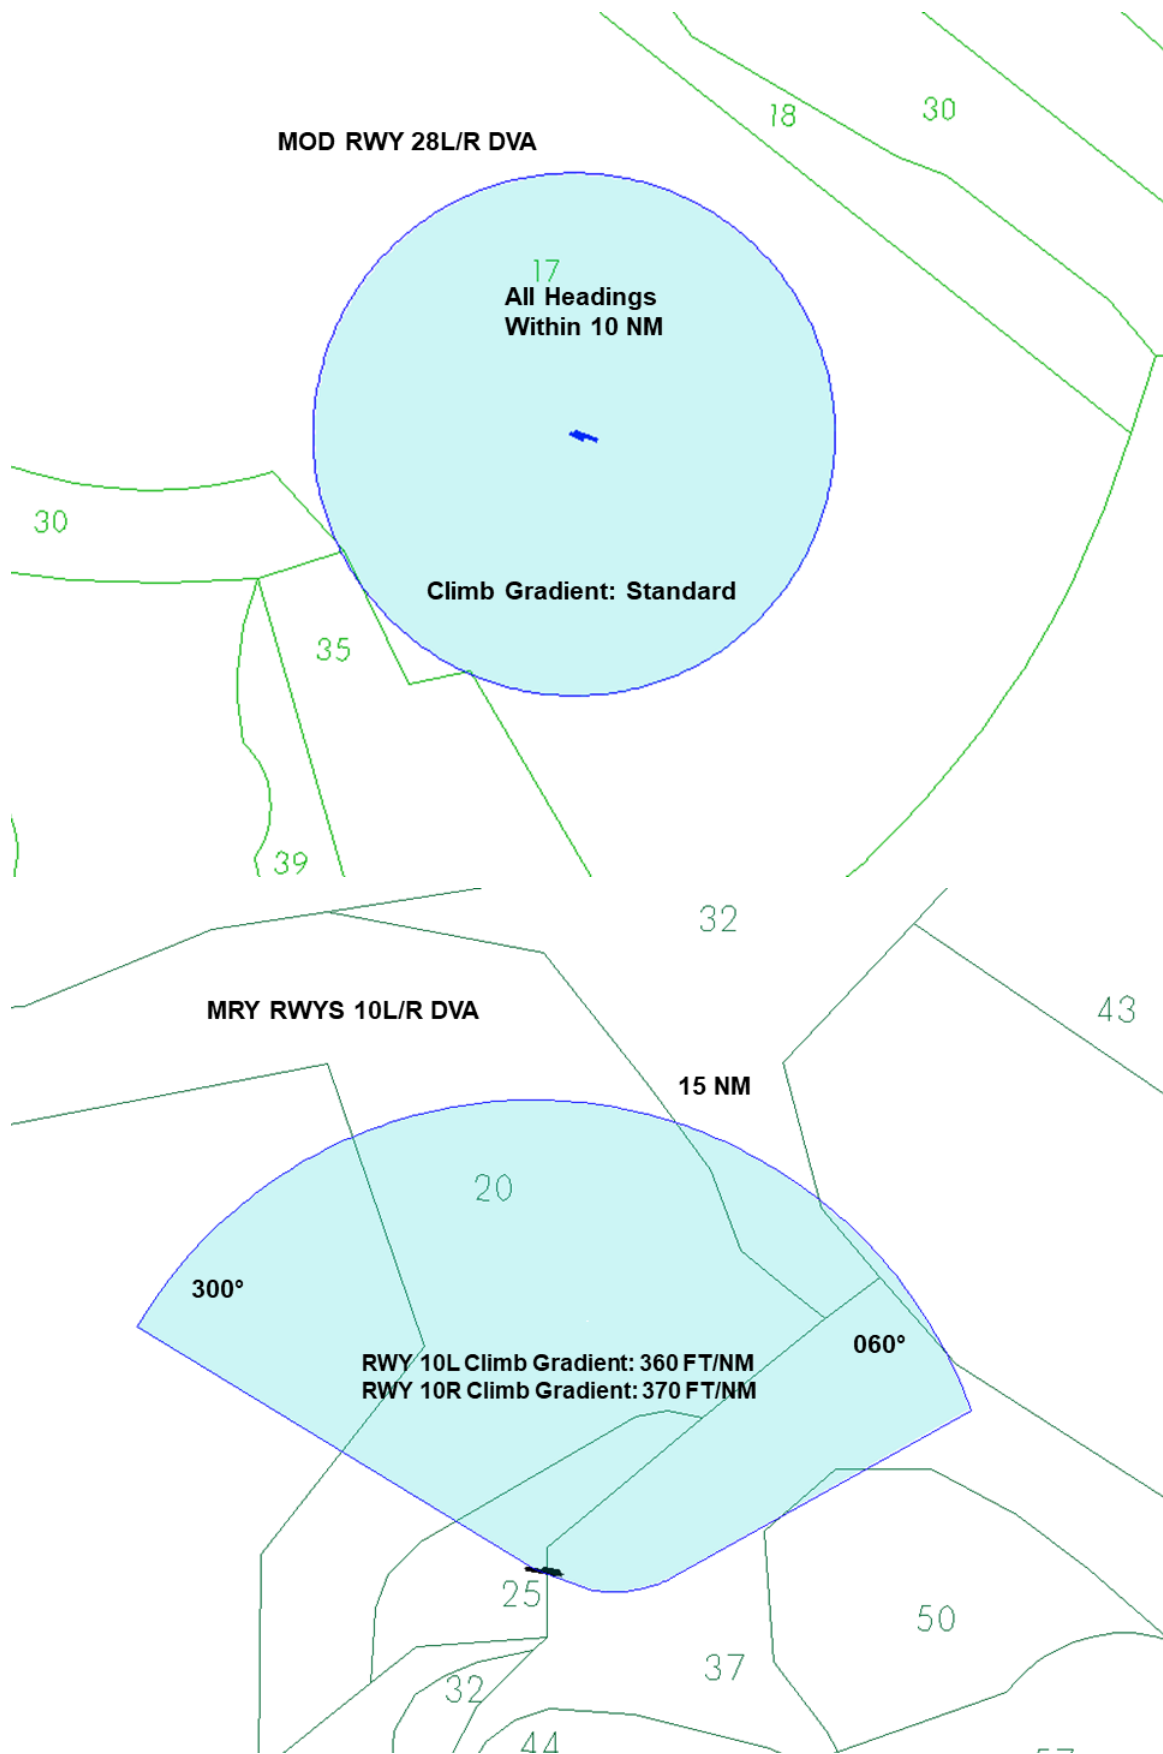 18
30
MOD RWY 28L/R DVA
17
All Headings
Within 10 NM
30
Climb Gradient: Standard
35
39
32
43
MRY RWYS 10L/R DVA
15 NM
20
300°
060°
RWY 10L Climb Gradient: 360 FT/NM
RWY 10R Climb Gradient: 370 FT/NM
25
50
37
32
44